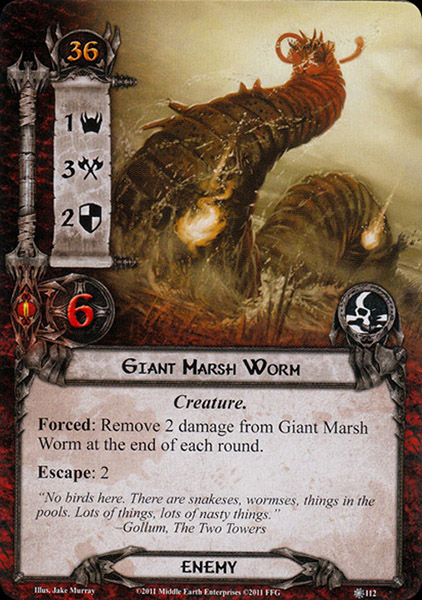 36
1
3
2
6
Giant Marsh Worm
Creature.
Forced: Remove 2 damage from Giant Marsh
Worm at the end of each round.
Escape: 2
“No birds here. There are snakeses, wormses, things in the
pools. Lots of things, lots of nasty things.”
–Gollum, The Two Towers
ENEMY
Illus. Jake Murray ©2011 Middle Earth Enterprises ©2011 FFG 112